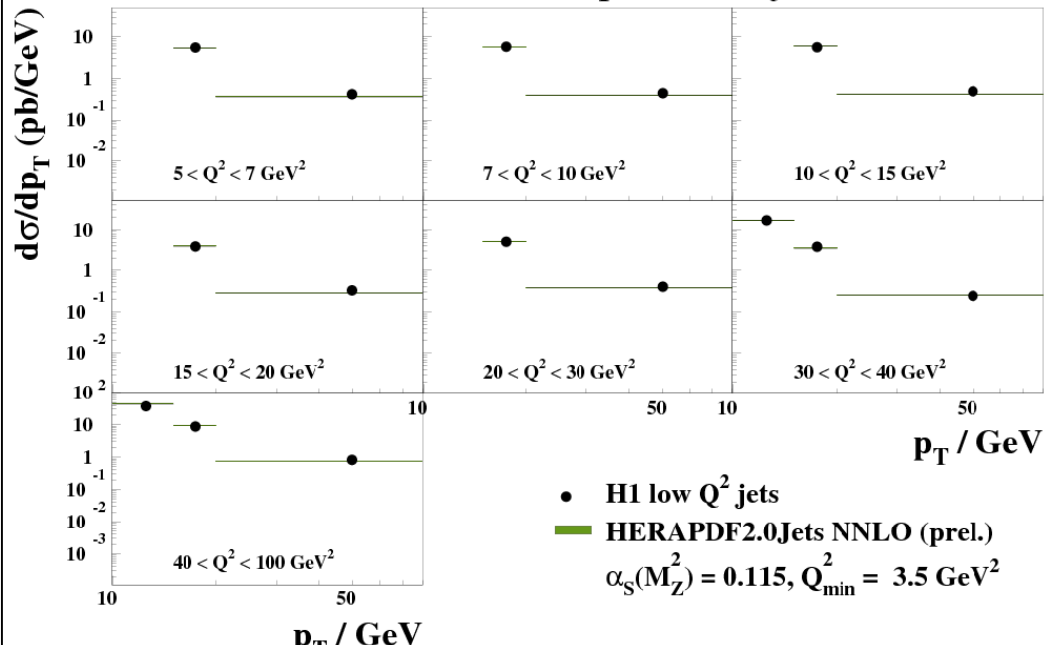 dσ/dp_T (pb/GeV)
10
1
10^-1
10^-2
5 < Q^2 < 7 GeV^2
7 < Q^2 < 10 GeV^2
10 < Q^2 < 15 GeV^2
10
1
10^-1
10^-2
15 < Q^2 < 20 GeV^2
20 < Q^2 < 30 GeV^2
30 < Q^2 < 40 GeV^2
10^2
10 50 10 50
p_T / GeV
10
1
10^-1
10^-2
10^-3
40 < Q^2 < 100 GeV^2
10 50
p_T / GeV
H1 low Q^2 jets
HERAPDF2.0Jets NNLO (prel.)
α_S(M_Z^2) = 0.115, Q_min^2 = 3.5 GeV^2